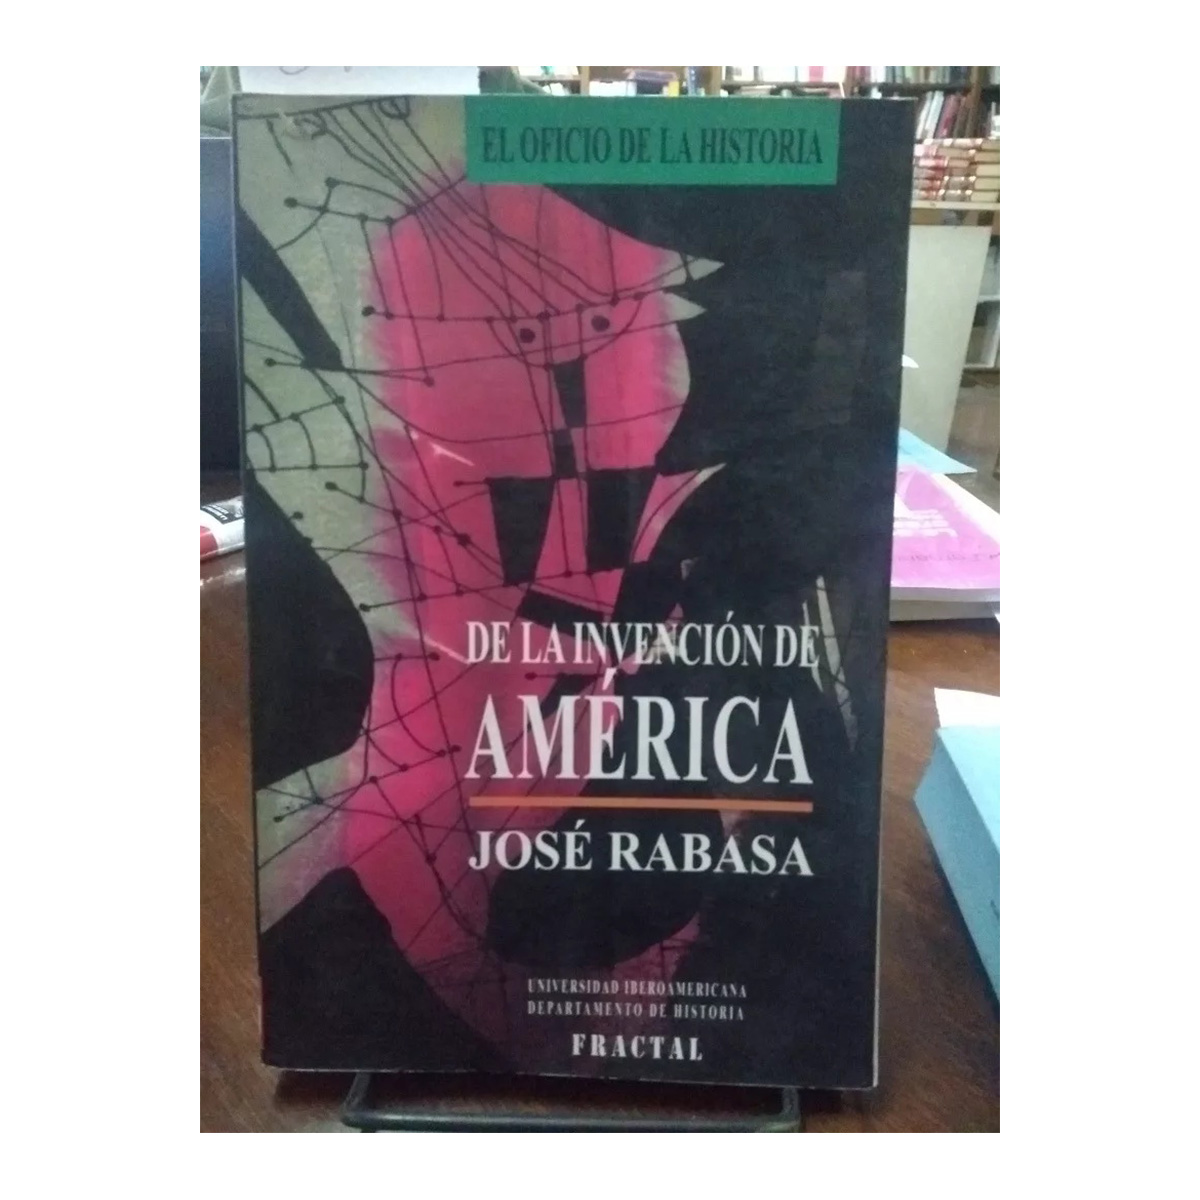 EL OFICIO DE LA HISTORIA
DE LA INVENCIÓN DE
AMÉRICA
JOSÉ RABASA
UNIVERSIDAD IBEROAMERICANA
DEPARTAMENTO DE HISTORIA
FRACTAL